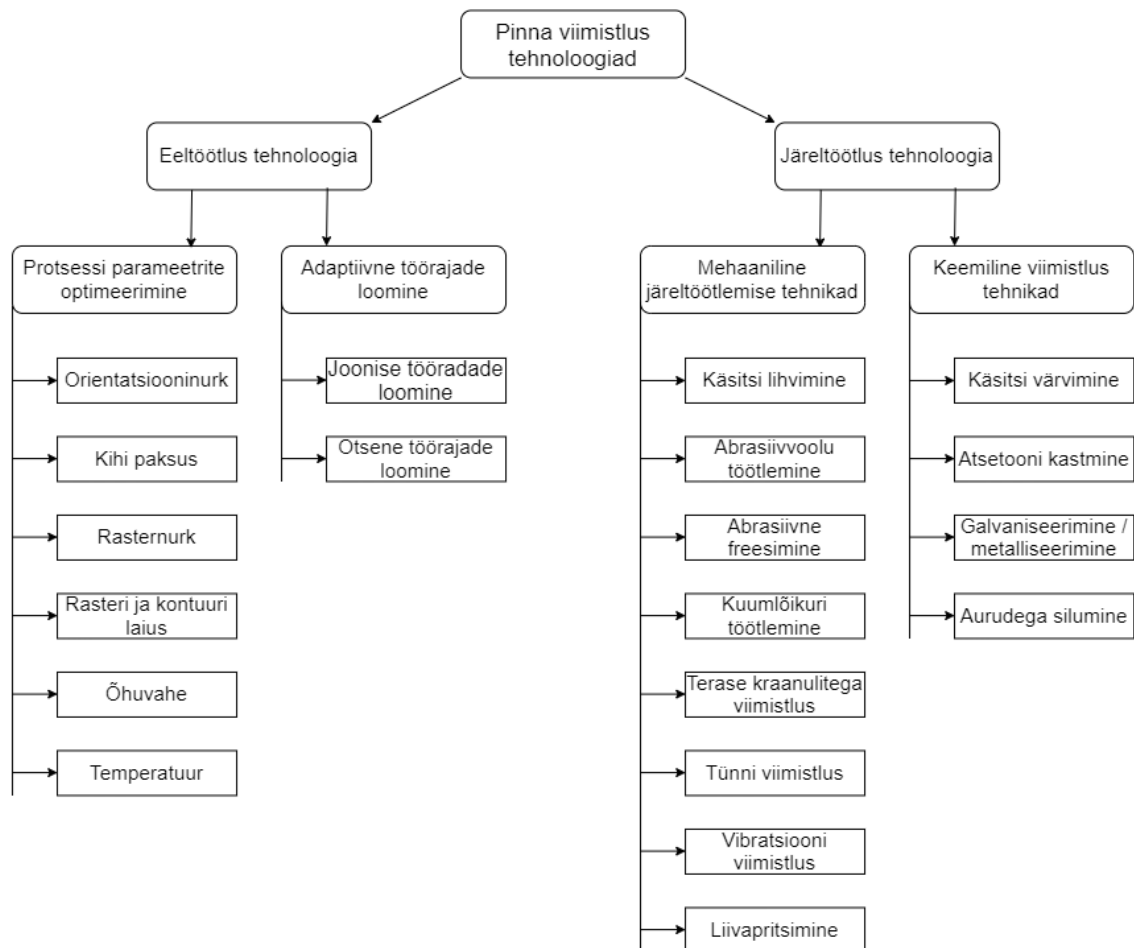 Pinna viimistlus
tehnoloogiad
Eeltöötlus tehnoloogia
Järeltöötlus tehnoloogia
Protsessi parameetrite
optimeerimine
Adaptiivne töörajade
loomine
Mehaaniline
järeltöötlemise tehnikad
Keemiline viimistlus
tehnikad
Orientatsiooninurk
Kihi paksus
Rasternurk
Rasteri ja kontuuri
laius
Õhuvahe
Temperatuur
Joonise tööradade
loomine
Otsene töörajade
loomine
Käsitsi lihvimine
Abrasiivvoolu
töötlemine
Abrasiivne
freesimine
Kuumlõikuri
töötlemine
Terase kraanulitega
viimistlus
Tünni viimistlus
Vibratsiooni
viimistlus
Liivapritsimine
Käsitsi värvimine
Atsetooni kastmine
Galvaniseerimine /
metalliseerimine
Aurudega silumine